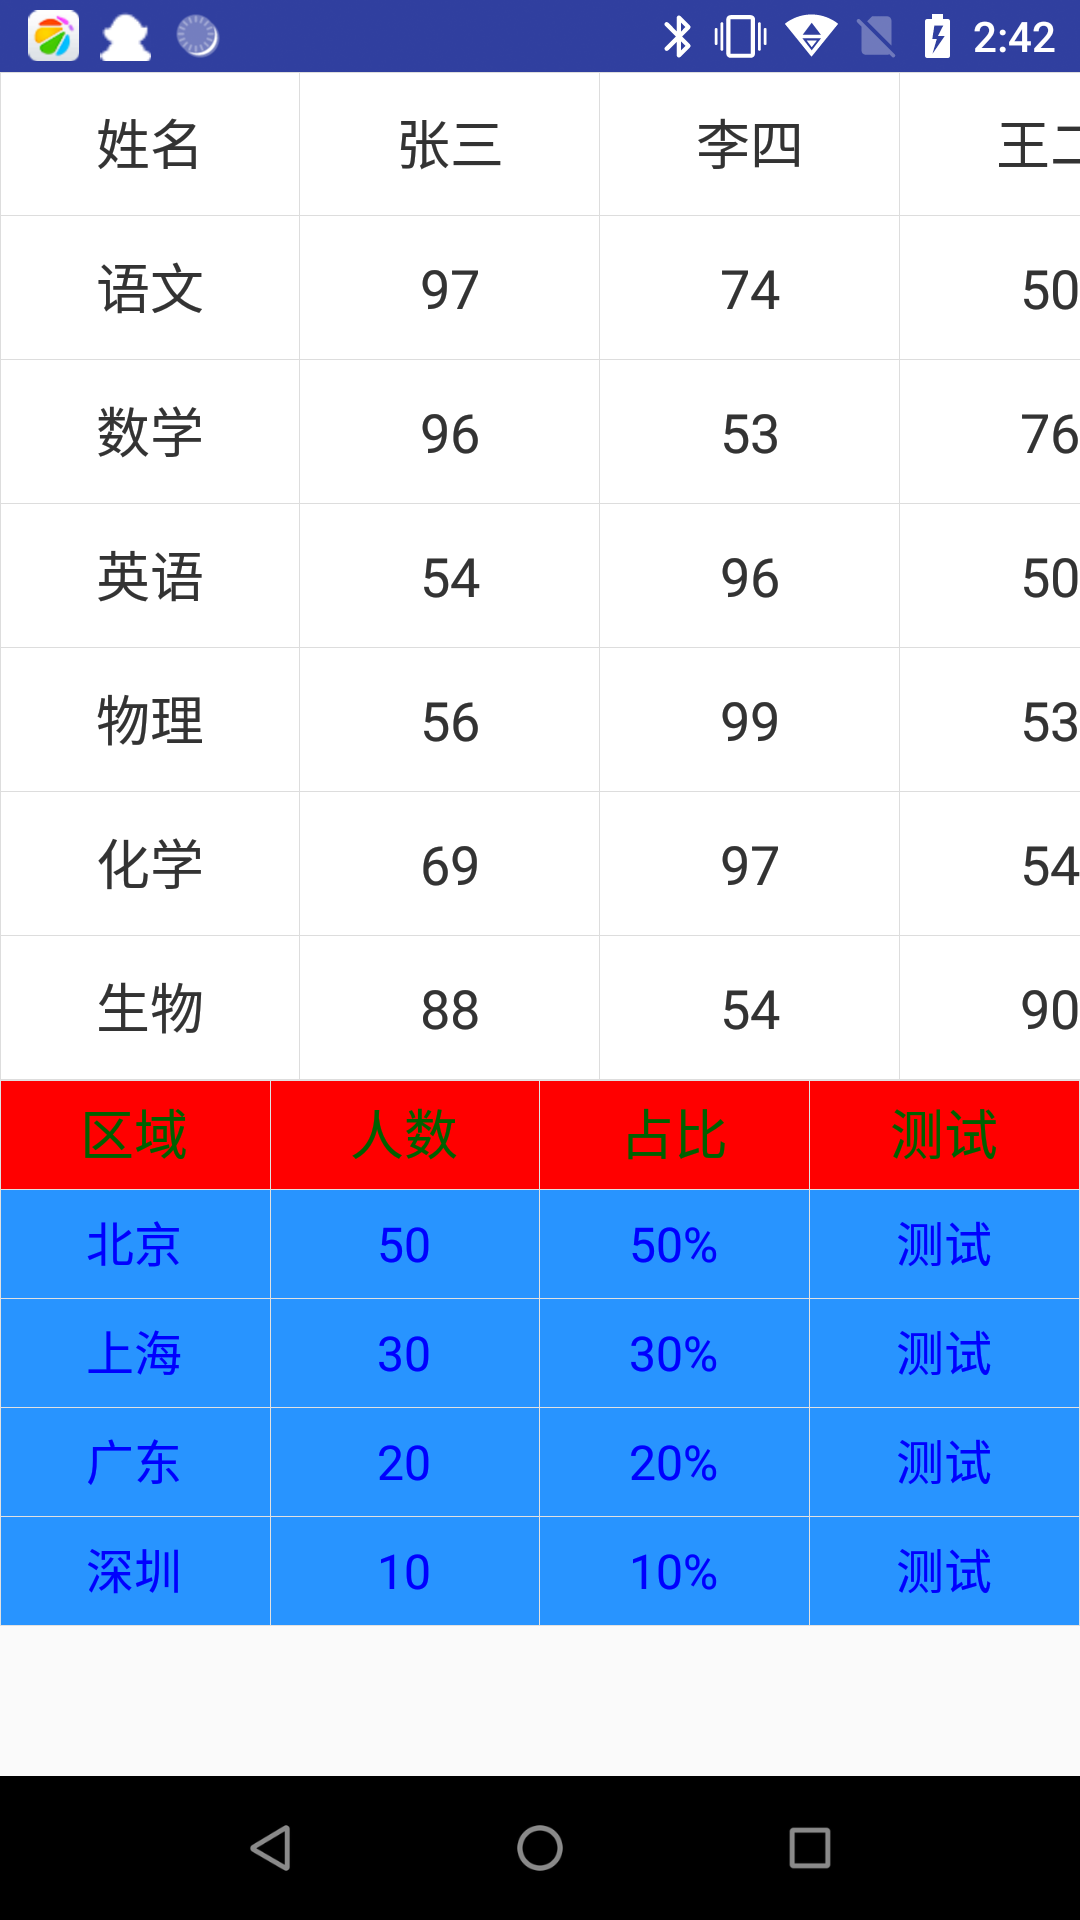 2:42
姓名 张三 李四 王二
语文 97 74 50
数学 96 53 76
英语 54 96 50
物理 56 99 53
化学 69 97 54
生物 88 54 90
区域 人数 占比 测试
北京 50 50% 测试
上海 30 30% 测试
广东 20 20% 测试
深圳 10 10% 测试